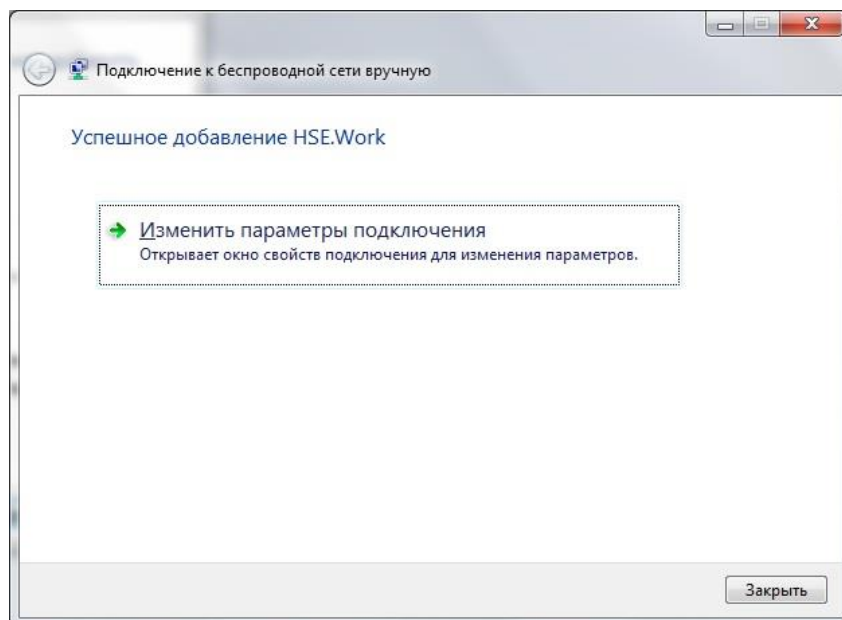 Подключение к беспроводной сети вручную
Успешное добавление HSE.Work
Изменить параметры подключения
Открывает окно свойств подключения для изменения параметров.
Закрыть